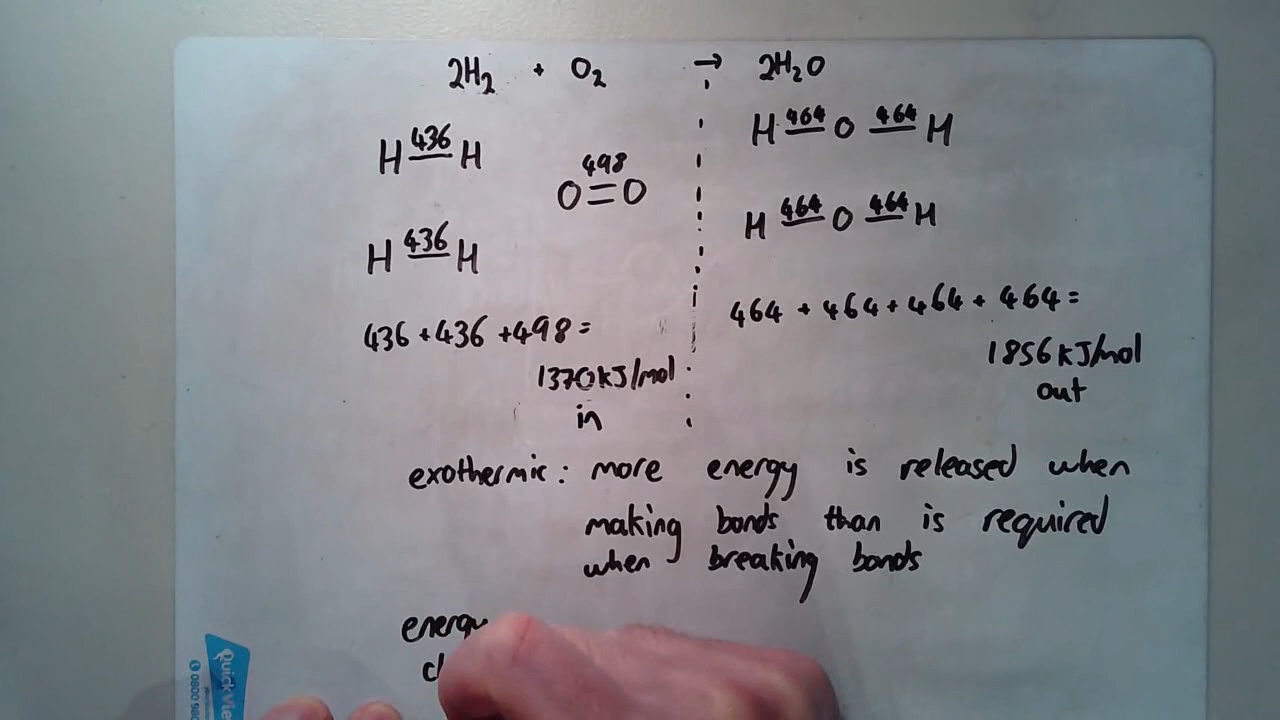 2H₂ + O₂ → 2H₂O
H 436 H
O 498 O
H 436 H
436 + 436 + 498 =
1370 kJ/mol
in
H 464 O 464 H
H 464 O 464 H
464 + 464 + 464 + 464 =
1856 kJ/mol
out
exothermic: more energy is released when
making bonds than is required
when breaking bonds
energy